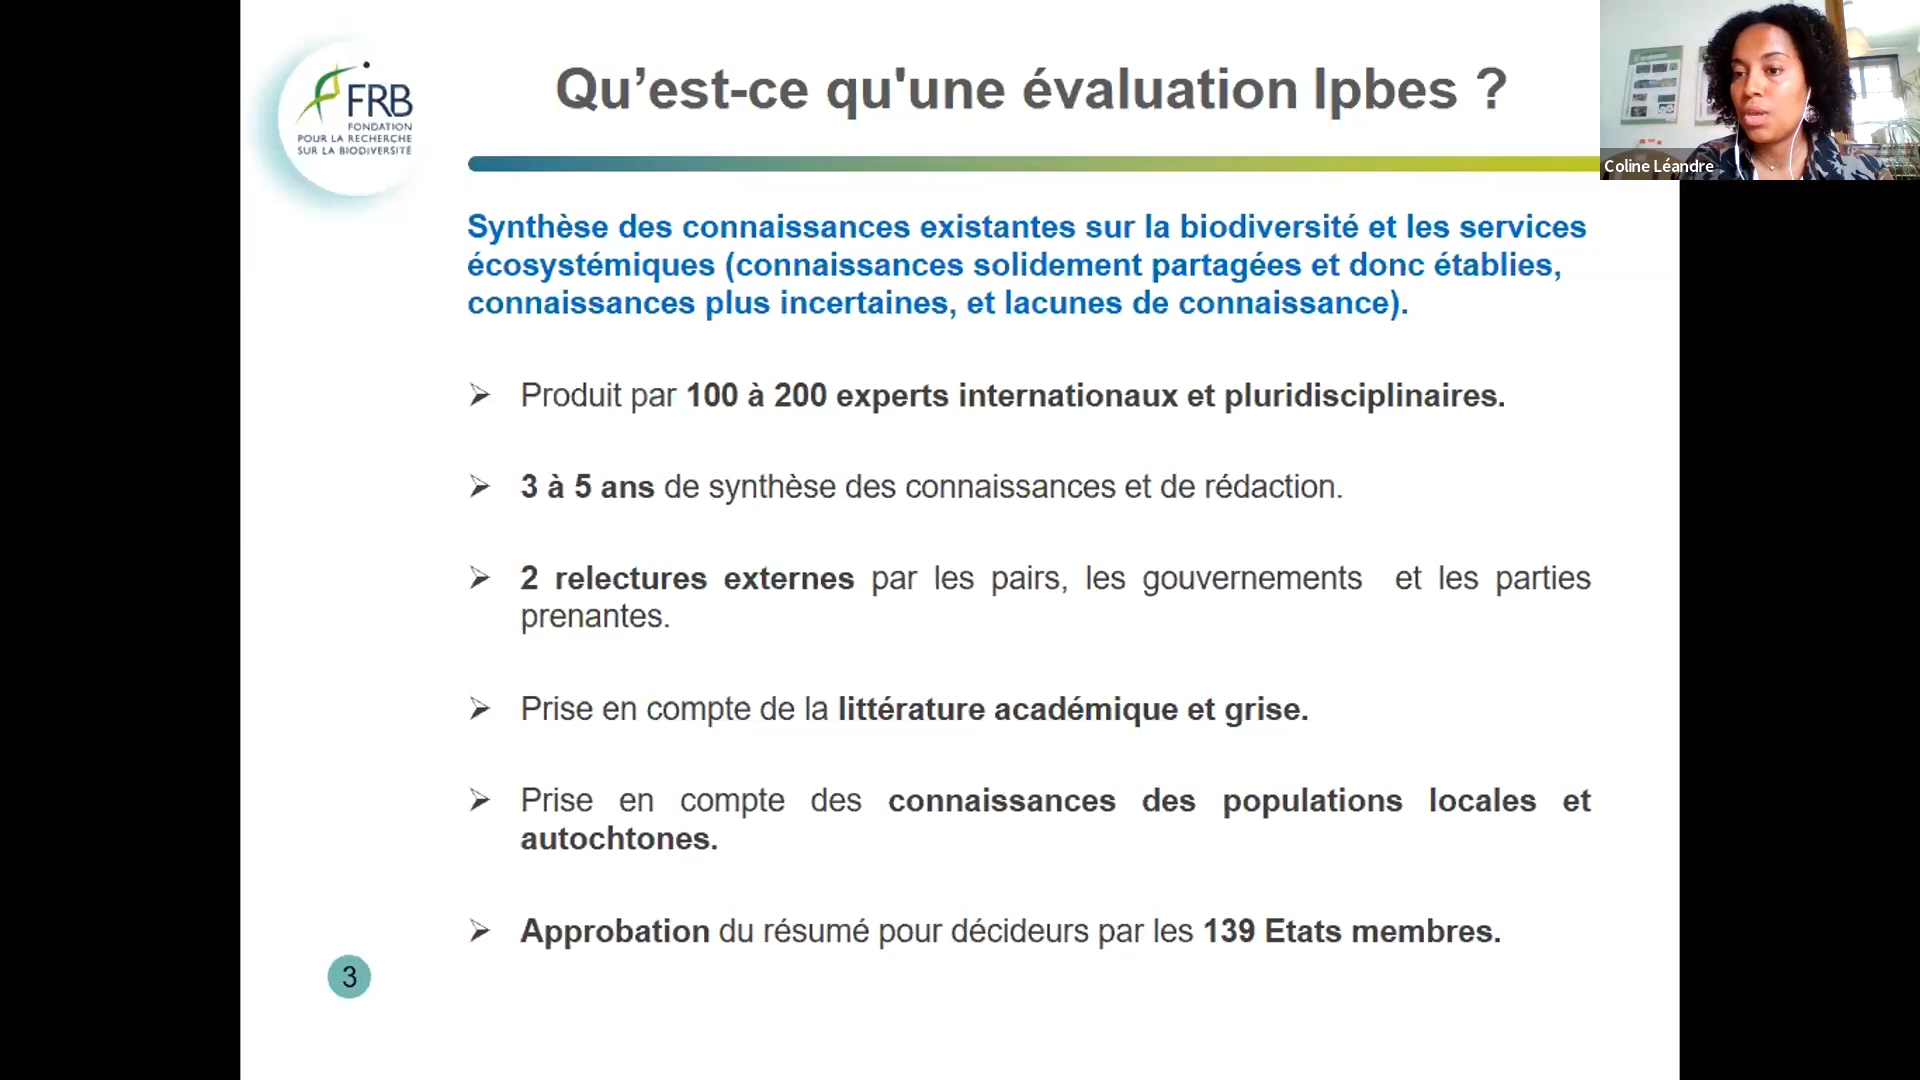 FRB
FONDATION
POUR LA RECHERCHE
SUR LA BIODIVERSITÉ
Qu’est-ce qu'une évaluation Ipbes ?
Coline Léandre
Synthèse des connaissances existantes sur la biodiversité et les services
écosystémiques (connaissances solidement partagées et donc établies,
connaissances plus incertaines, et lacunes de connaissance).
➢ Produit par 100 à 200 experts internationaux et pluridisciplinaires.
➢ 3 à 5 ans de synthèse des connaissances et de rédaction.
➢ 2 relectures externes par les pairs, les gouvernements et les parties
prenantes.
➢ Prise en compte de la littérature académique et grise.
➢ Prise en compte des connaissances des populations locales et
autochtones.
➢ Approbation du résumé pour décideurs par les 139 Etats membres.
3